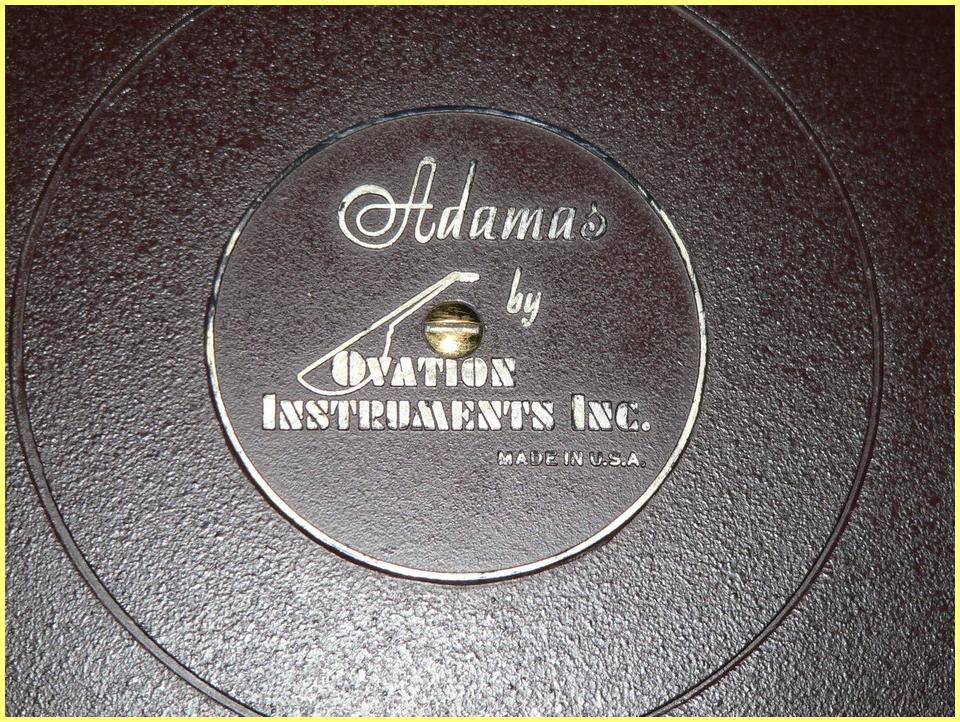 Adamas
by
OVATION
INSTRUMENTS INC.
MADE IN U.S.A.